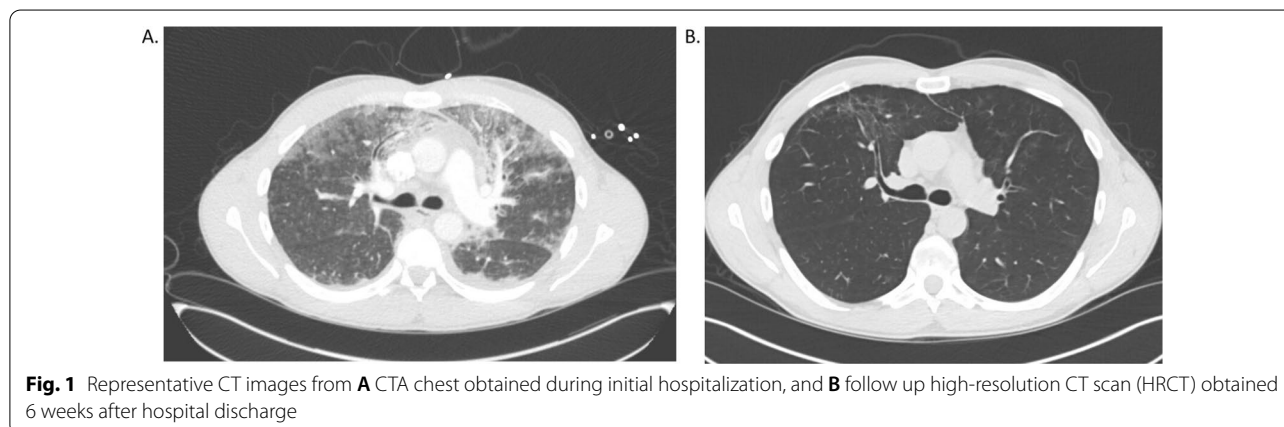 A.
B.
Fig. 1 Representative CT images from A CTA chest obtained during initial hospitalization, and B follow up high-resolution CT scan (HRCT) obtained
6 weeks after hospital discharge